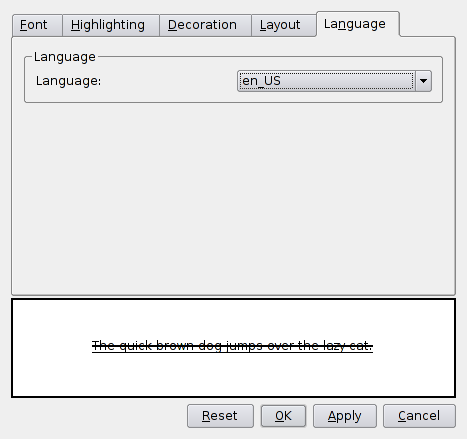 Font Highlighting Decoration Layout Language
Language
Language: en_US
The quick brown dog jumps over the lazy cat.
Reset OK Apply Cancel